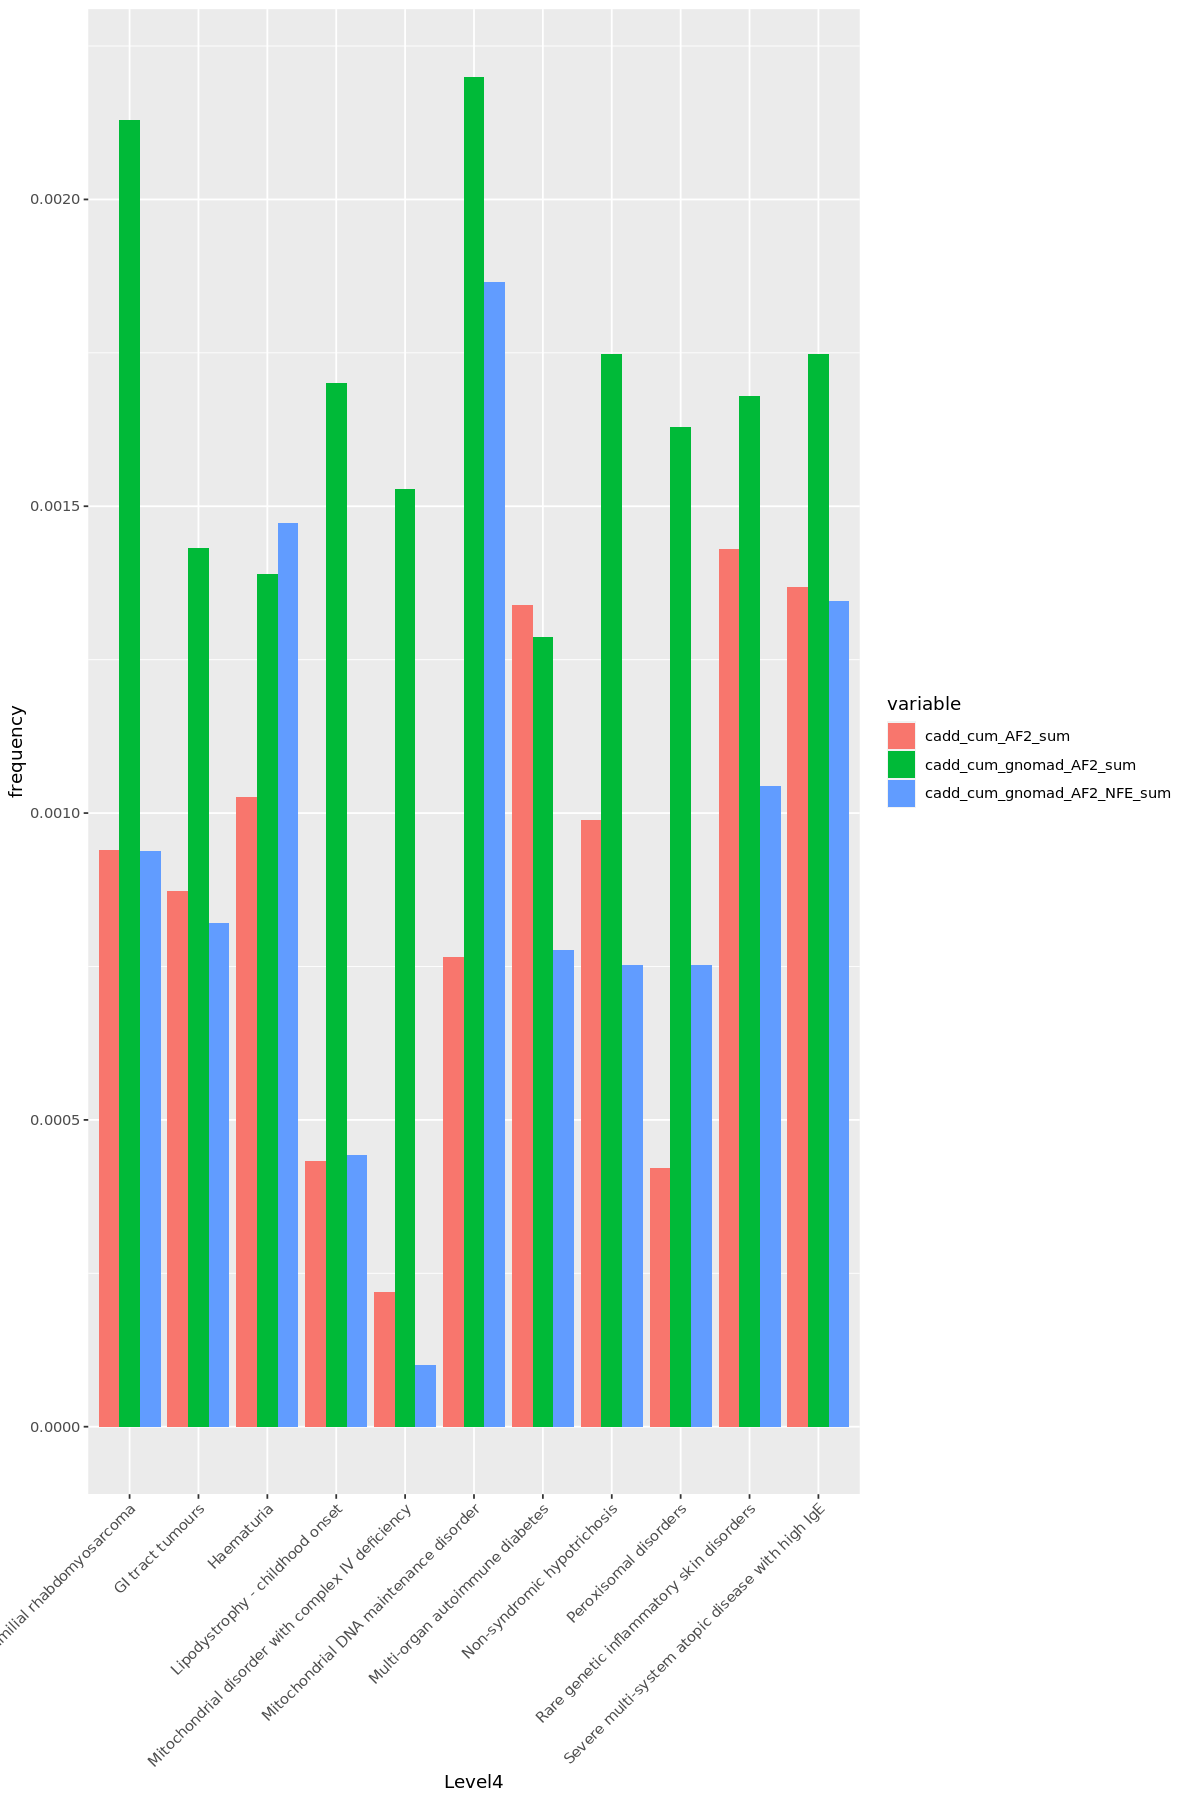 frequency
0.0020
0.0015
0.0010
0.0005
0.0000
variable
cadd_cum_AF2_sum
cadd_cum_gnomad_AF2_sum
cadd_cum_gnomad_AF2_NFE_sum
rhabdomyosarcoma
GI tract tumours
Haematuria
Lipodystrophy - childhood onset
Mitochondrial disorder with complex IV deficiency
Mitochondrial DNA maintenance disorder
Multi-organ autoimmune diabetes
Non-syndromic hypotrichosis
Peroxisomal disorders
Rare genetic inflammatory skin disorders
Severe multi-system atopic disease with high IgE
Level4